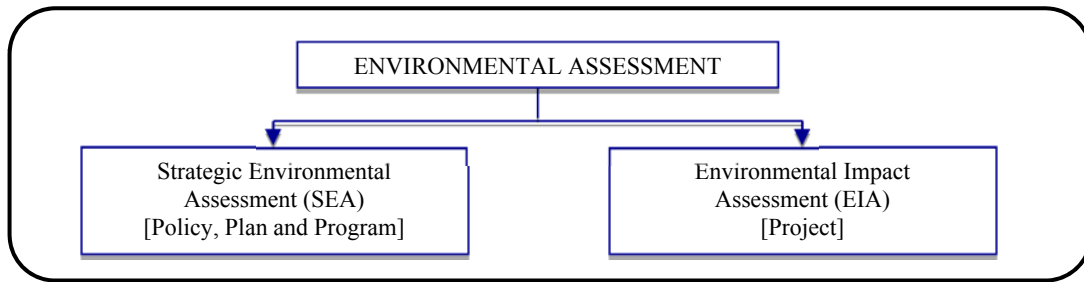 ENVIRONMENTAL ASSESSMENT
Strategic Environmental
Assessment (SEA)
[Policy, Plan and Program]
Environmental Impact
Assessment (EIA)
[Project]